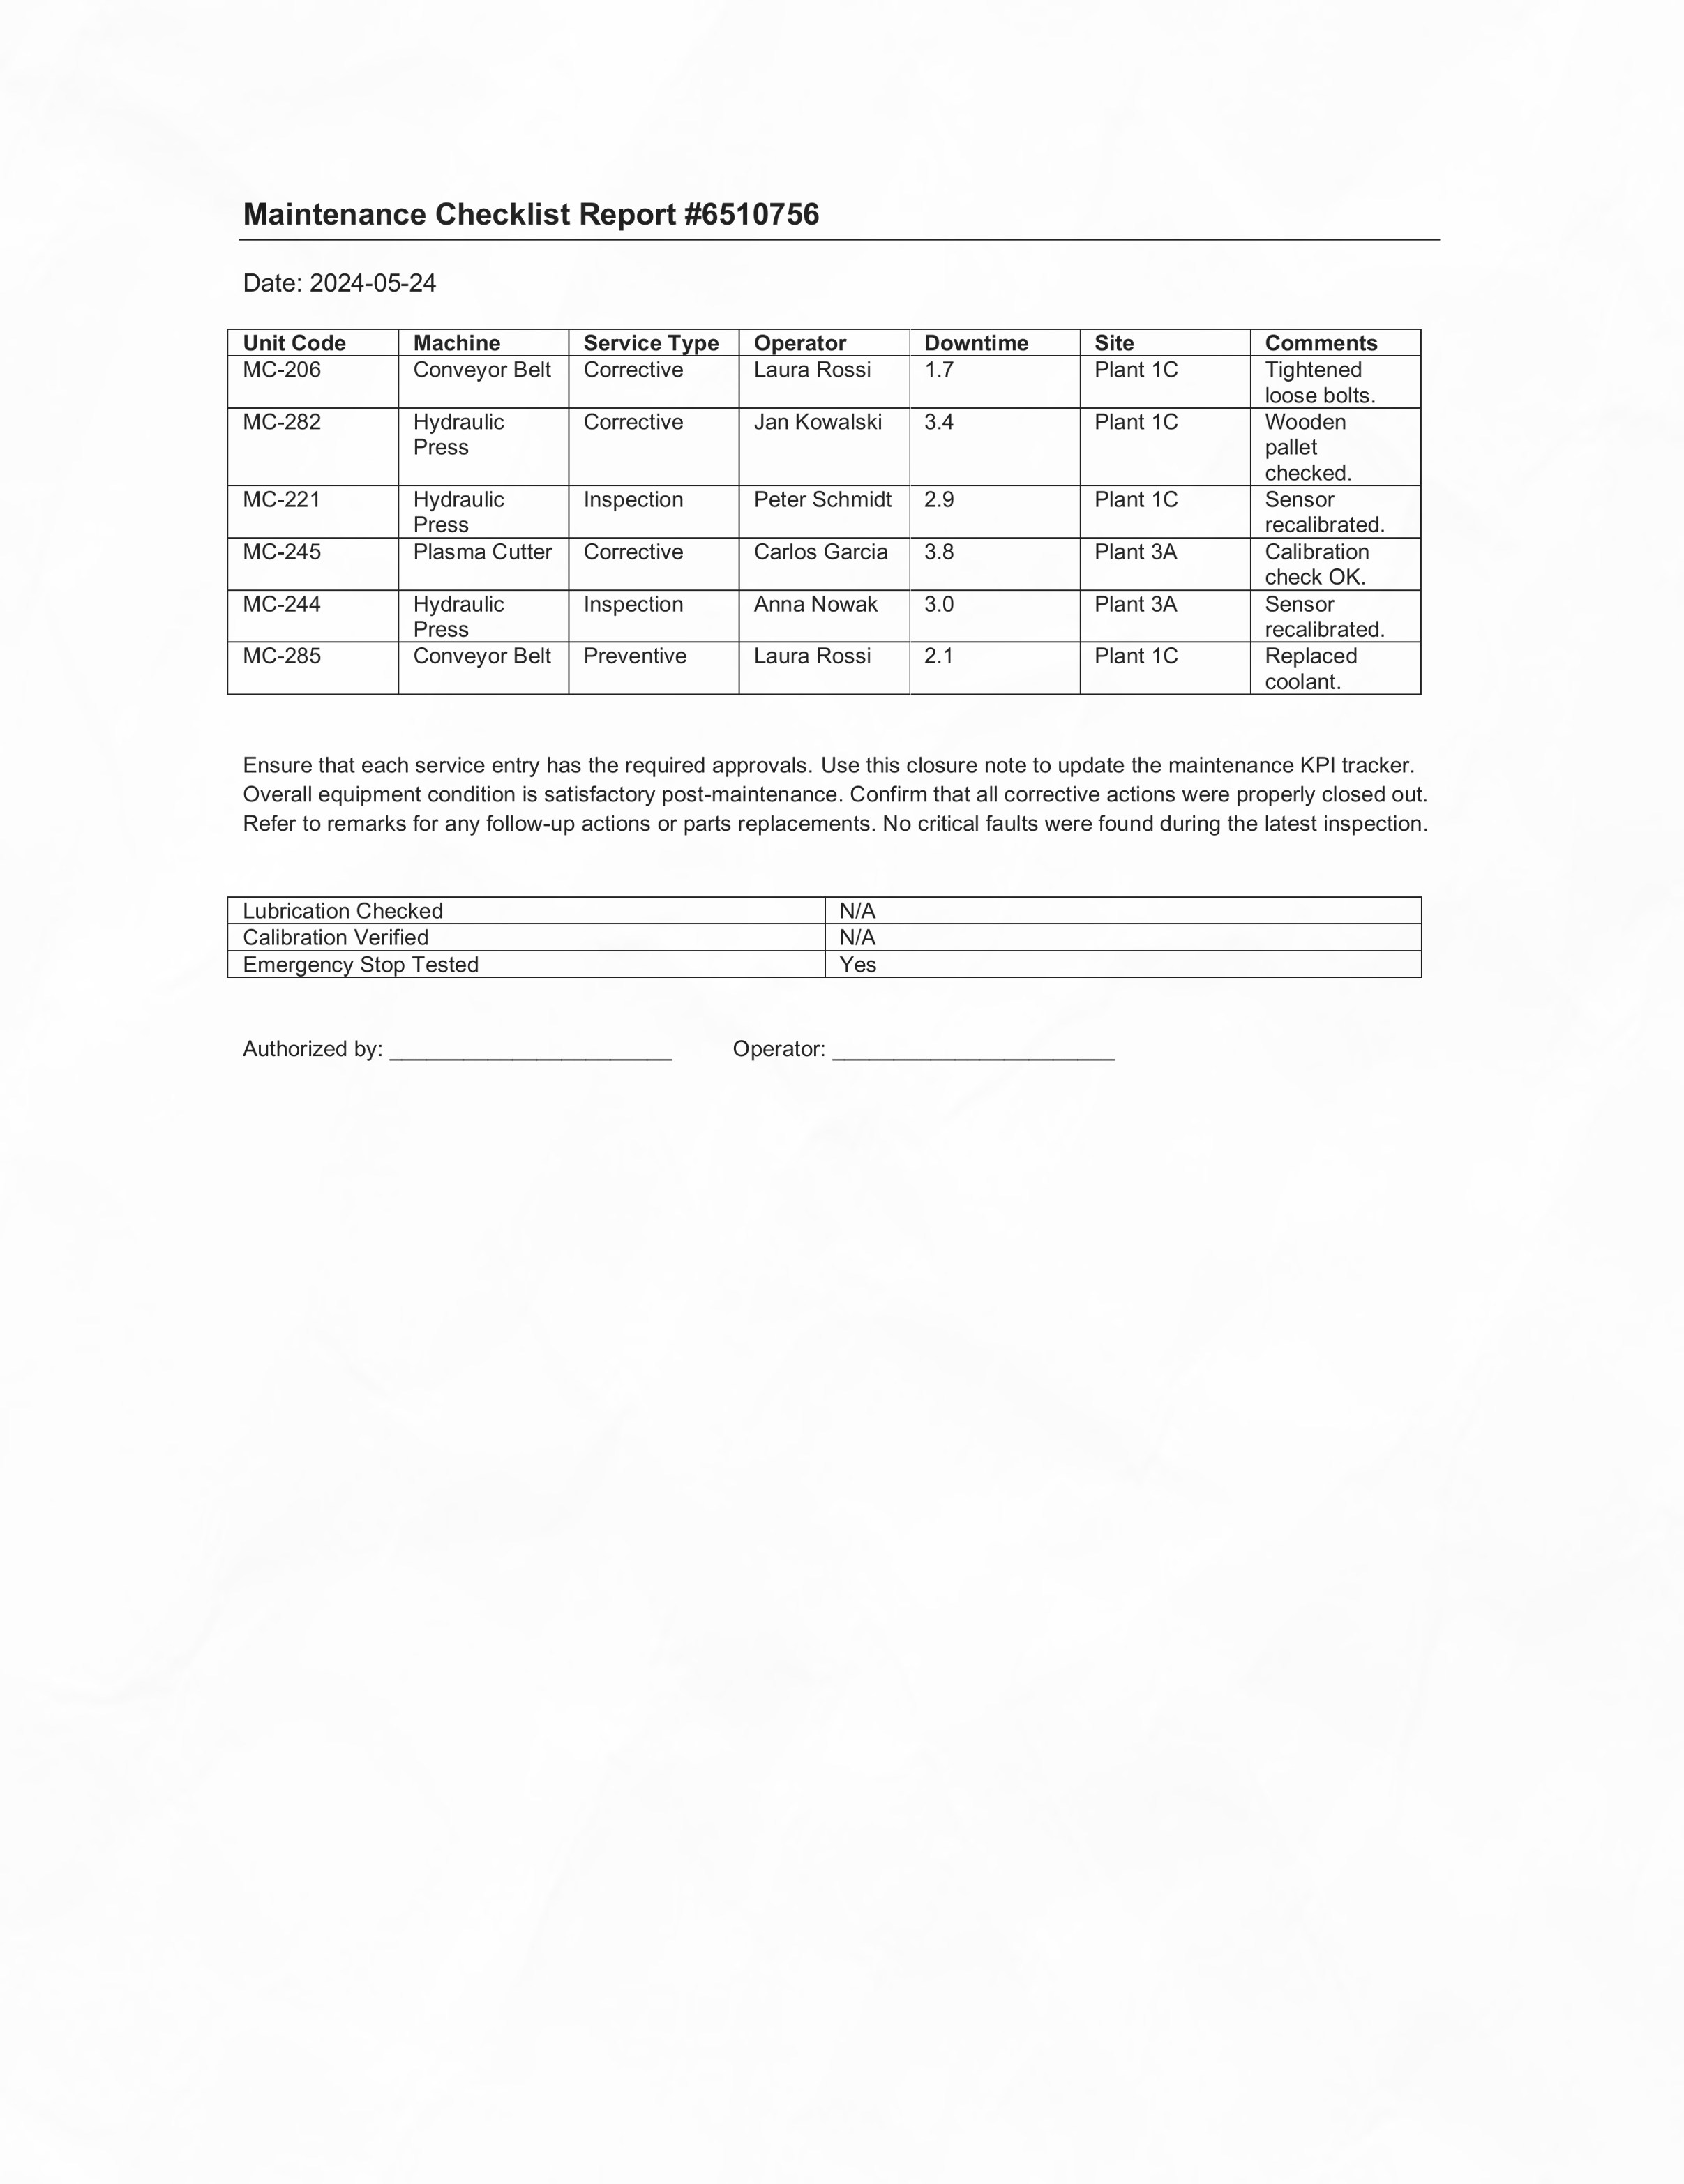 Maintenance Checklist Report #6510756
Date: 2024-05-24
Unit Code Machine Service Type Operator Downtime Site Comments
MC-206 Conveyor Belt Corrective Laura Rossi 1.7 Plant 1C Tightened
loose bolts.
MC-282 Hydraulic Corrective Jan Kowalski 3.4 Plant 1C Wooden
Press pallet
checked.
MC-221 Hydraulic Inspection Peter Schmidt 2.9 Plant 1C Sensor
Press recalibrated.
MC-245 Plasma Cutter Corrective Carlos Garcia 3.8 Plant 3A Calibration
check OK.
MC-244 Hydraulic Inspection Anna Nowak 3.0 Plant 3A Sensor
Press recalibrated.
MC-285 Conveyor Belt Preventive Laura Rossi 2.1 Plant 1C Replaced
coolant.
Ensure that each service entry has the required approvals. Use this closure note to update the maintenance KPI tracker.
Overall equipment condition is satisfactory post-maintenance. Confirm that all corrective actions were properly closed out.
Refer to remarks for any follow-up actions or parts replacements. No critical faults were found during the latest inspection.
Lubrication Checked N/A
Calibration Verified N/A
Emergency Stop Tested Yes
Authorized by: _______________________ Operator: _______________________